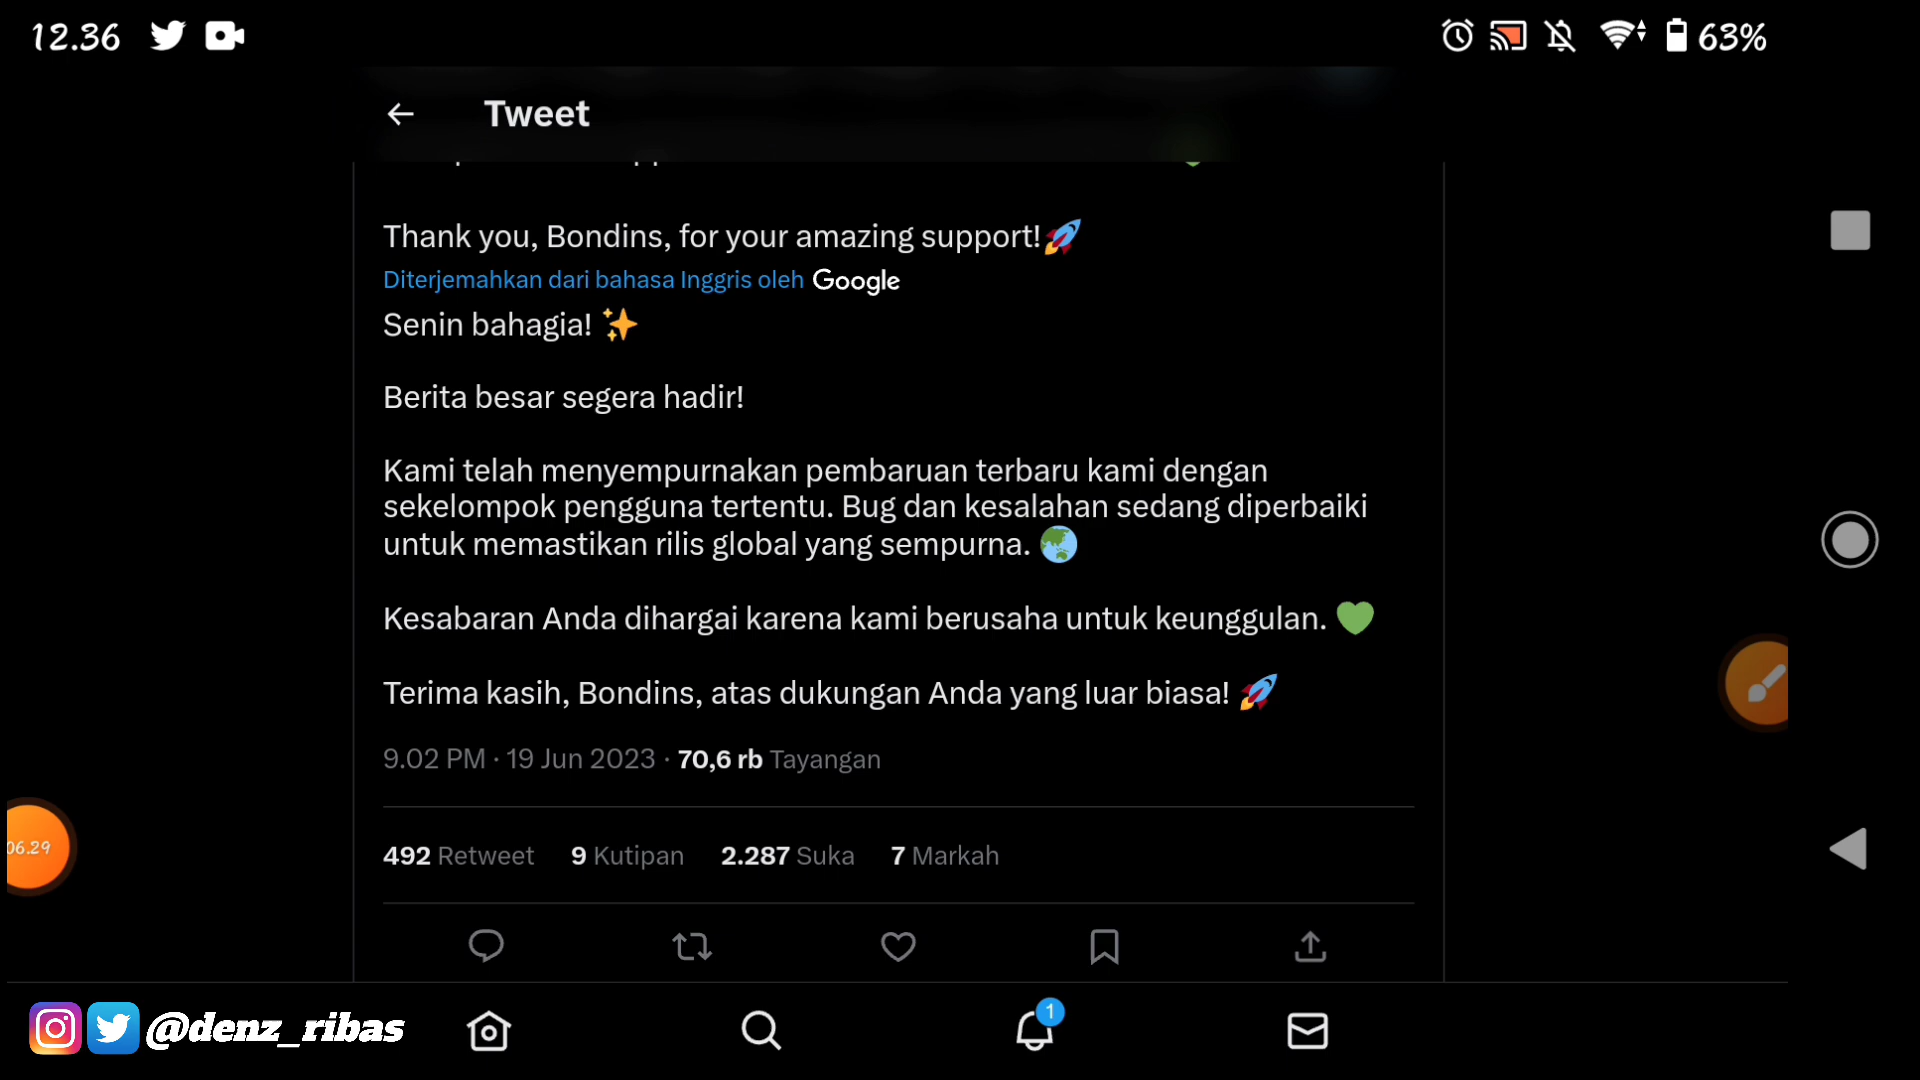 12.36
63%
Tweet
Thank you, Bondins, for your amazing support!🚀
Diterjemahkan dari bahasa Inggris oleh Google
Senin bahagia! ✨
Berita besar segera hadir!
Kami telah menyempurnakan pembaruan terbaru kami dengan
sekelompok pengguna tertentu. Bug dan kesalahan sedang diperbaiki
untuk memastikan rilis global yang sempurna. 🌏
Kesabaran Anda dihargai karena kami berusaha untuk keunggulan. 💚
Terima kasih, Bondins, atas dukungan Anda yang luar biasa! 🚀
9.02 PM · 19 Jun 2023 · 70,6 rb Tayangan
06.29
492 Retweet 9 Kutipan 2.287 Suka 7 Markah
1
@denz_ribas